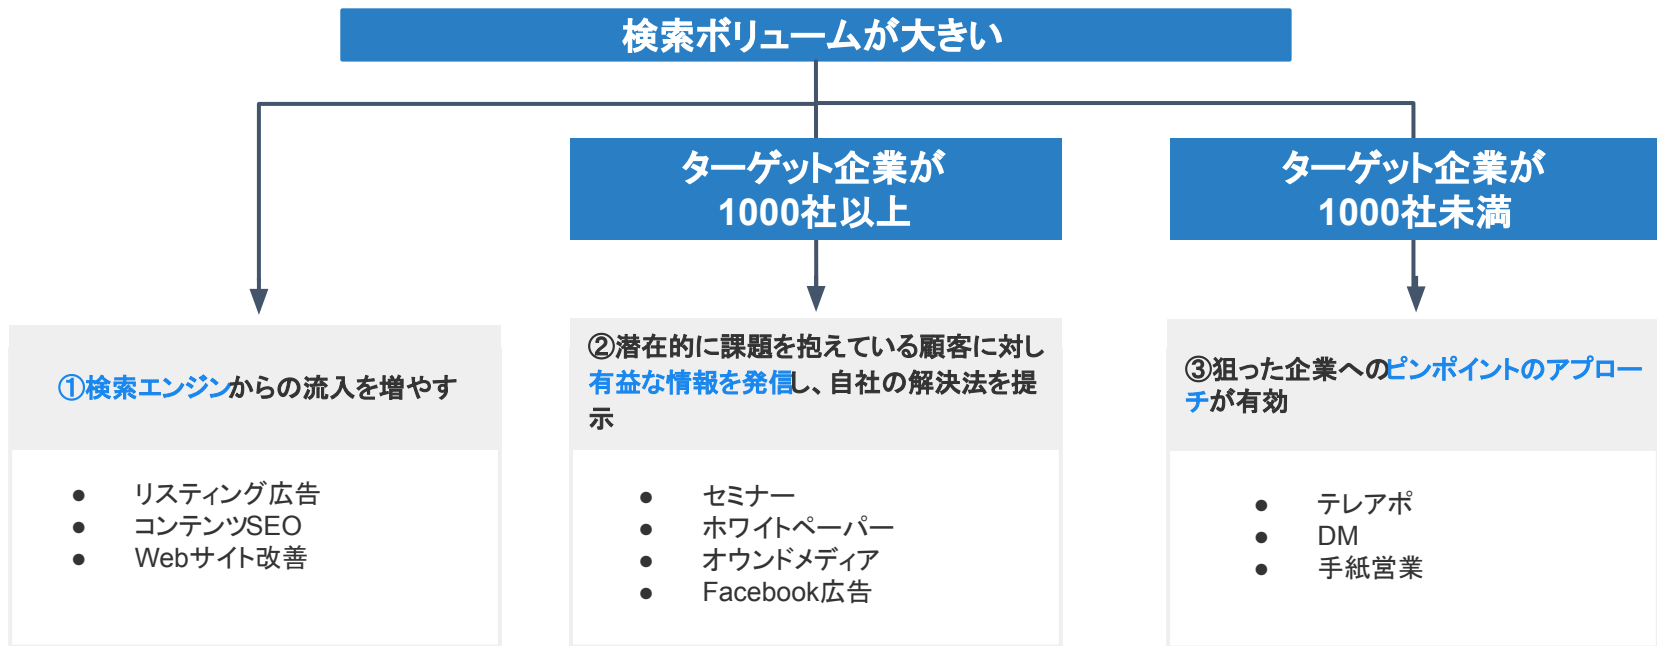 検索ボリュームが大きい
ターゲット企業が
1000社以上
ターゲット企業が
1000社未満
①検索エンジンからの流入を増やす
● リスティング広告
● コンテンツSEO
● Webサイト改善
②潜在的に課題を抱えている顧客に対し
有益な情報を発信し、自社の解決法を提
示
● セミナー
● ホワイトペーパー
● オウンドメディア
● Facebook広告
③狙った企業へのピンポイントのアプロー
チが有効
● テレアポ
● DM
● 手紙営業